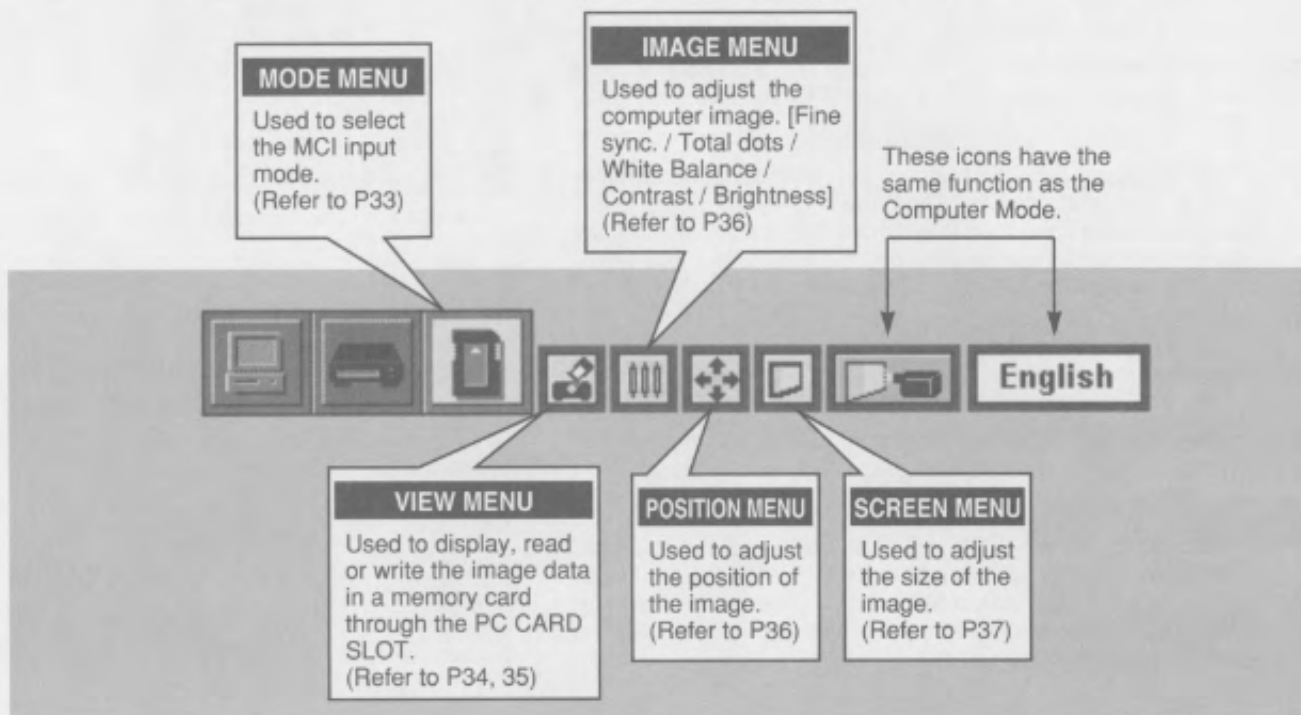 MODE MENU
Used to select
the MCI input
mode.
(Refer to P33)
IMAGE MENU
Used to adjust the
computer image. [Fine
sync. / Total dots /
White Balance /
Contrast / Brightness]
(Refer to P36)
These icons have the
same function as the
Computer Mode.
English
VIEW MENU
Used to display, read
or write the image data
in a memory card
through the PC CARD
SLOT.
(Refer to P34, 35)
POSITION MENU
Used to adjust
the position of
the image.
(Refer to P36)
SCREEN MENU
Used to adjust
the size of the
image.
(Refer to P37)